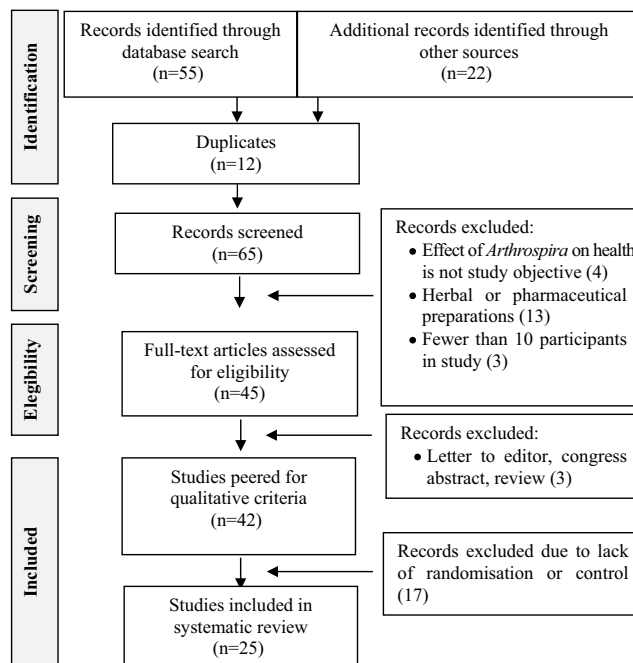 Identification
Records identified through
database search
(n=55)
Additional records identified through
other sources
(n=22)
Duplicates
(n=12)
Screening
Records screened
(n=65)
Records excluded:
• Effect of Arthrospira on health
is not study objective (4)
• Herbal or pharmaceutical
preparations (13)
• Fewer than 10 participants
in study (3)
Elegibility
Full-text articles assessed
for eligibility
(n=45)
Records excluded:
• Letter to editor, congress
abstract, review (3)
Included
Studies peered for
qualitative criteria
(n=42)
Records excluded due to lack
of randomisation or control
(17)
Studies included in
systematic review
(n=25)